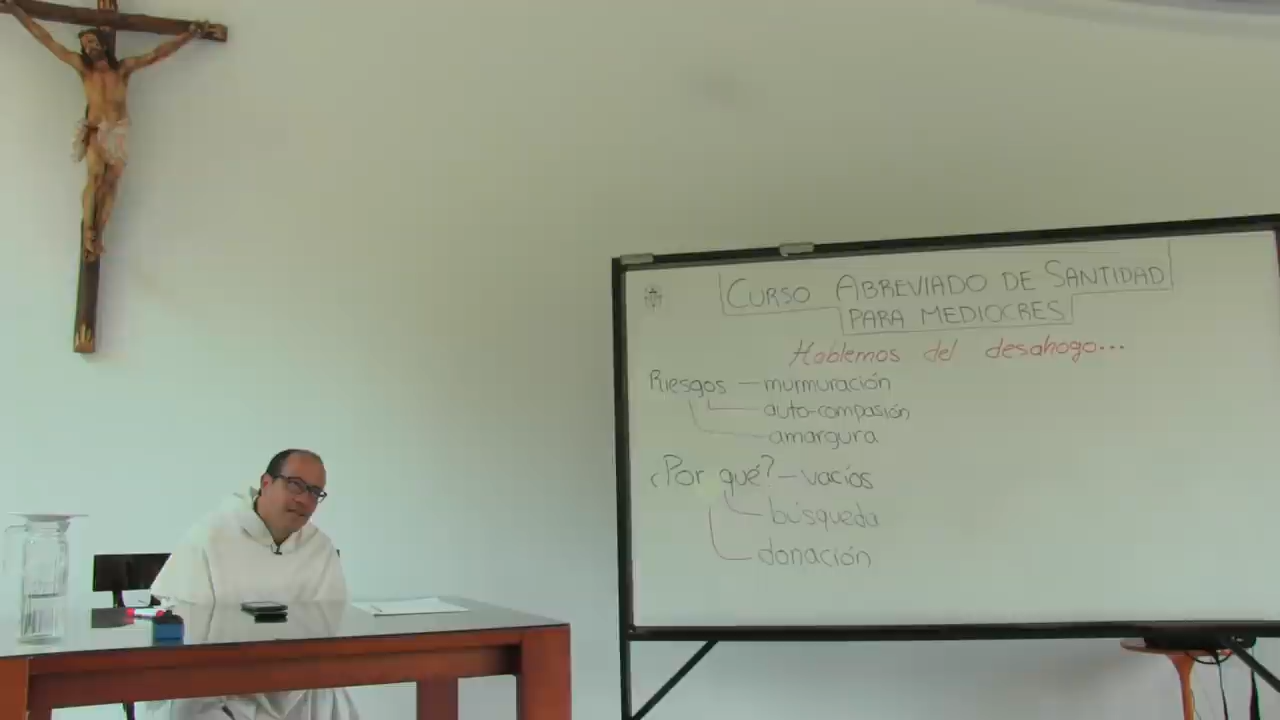 CURSO ABREVIADO DE SANTIDAD
PARA MEDIOCRES
Hablemos del desahogo...
Riesgos — murmuración
auto-compasión
amargura
¿Por qué? — vacíos
búsqueda
donación